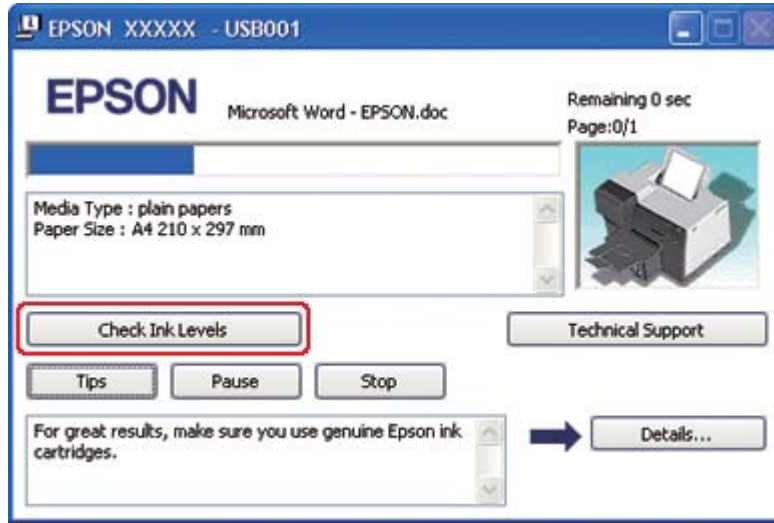 EPSON XXXXX - USB001
EPSON
Microsoft Word - EPSON.doc
Remaining 0 sec
Page:0/1
Media Type : plain papers
Paper Size : A4 210 x 297 mm
Check Ink Levels
Technical Support
Tips
Pause
Stop
For great results, make sure you use genuine Epson ink
cartridges.
Details...